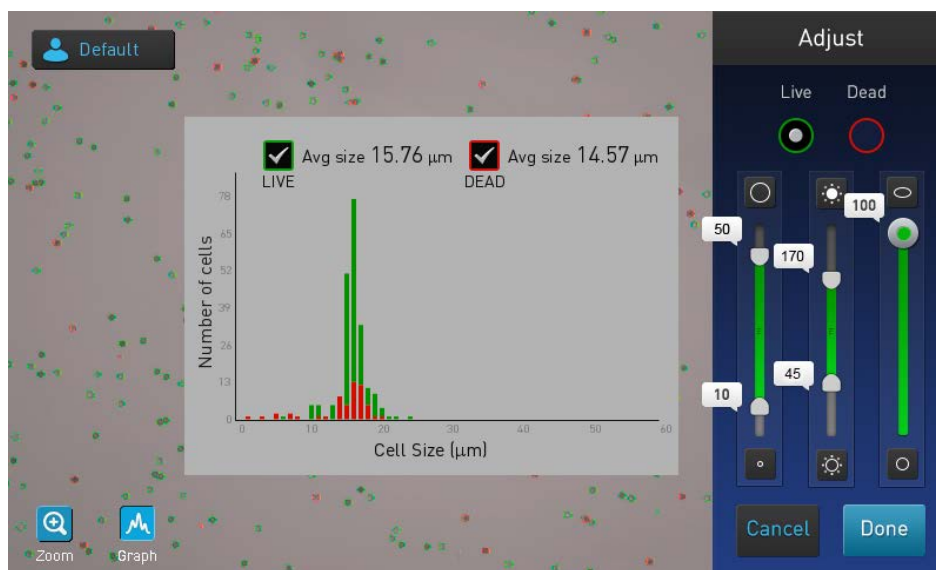 Default
Adjust
Live Dead
Avg size 15.76 μm
LIVE
Avg size 14.57 μm
DEAD
Number of cells
78
65
52
39
26
13
0
0 10 20 30 40 50 60
Cell Size (μm)
50
10
170
45
100
Zoom
Graph
Cancel
Done